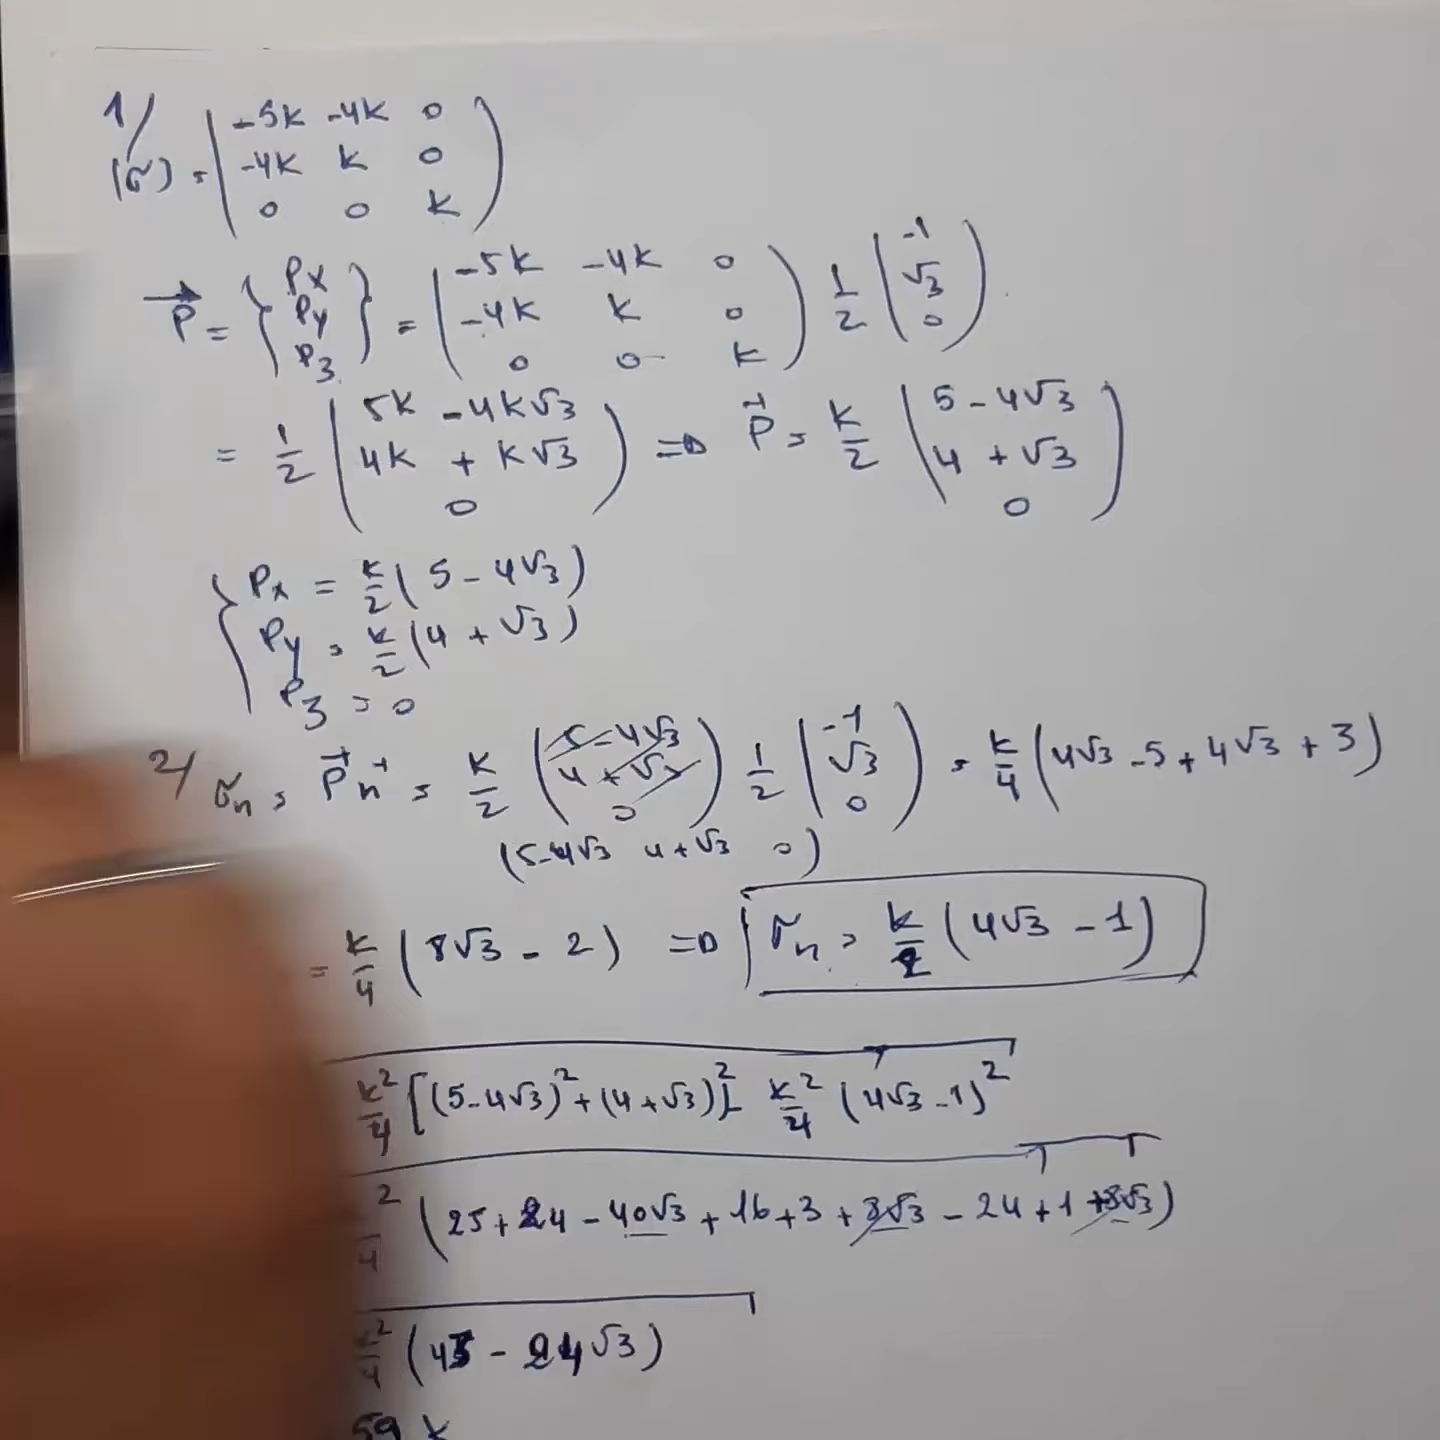 1/
(σ) = ( -5K -4K 0
-4K K 0
0 0 K )
P⃗ = { Px Py P3 } = ( -5K -4K 0
-4K K 0
0 0 K ) 1/2 ( -1 √3 0 )
= 1/2 ( 5K - 4K√3
4K + K√3
0 ) => P⃗ = K/2 ( 5 - 4√3
4 + √3
0 )
{ Px = K/2 ( 5 - 4√3 )
Py = K/2 ( 4 + √3 )
P3 = 0
2/ σn = P⃗ n⃗ = K/2 ( 5 - 4√3 4 + √3 0 ) 1/2 ( -1 √3 0 ) = K/4 ( 4√3 - 5 + 4√3 + 3 )
( 5-4√3 4+√3 0 )
= K/4 ( 8√3 - 2 ) => σn = K/2 ( 4√3 - 1 )
K²/4 [ (5-4√3)² + (4+√3)² ] - K²/4 ( 4√3 - 1 )²
²/4 ( 25 + 24 - 40√3 + 16 + 3 + 8√3 - 24 + 1 + 8√3 )
K²/4 ( 45 - 24√3 )
59 K